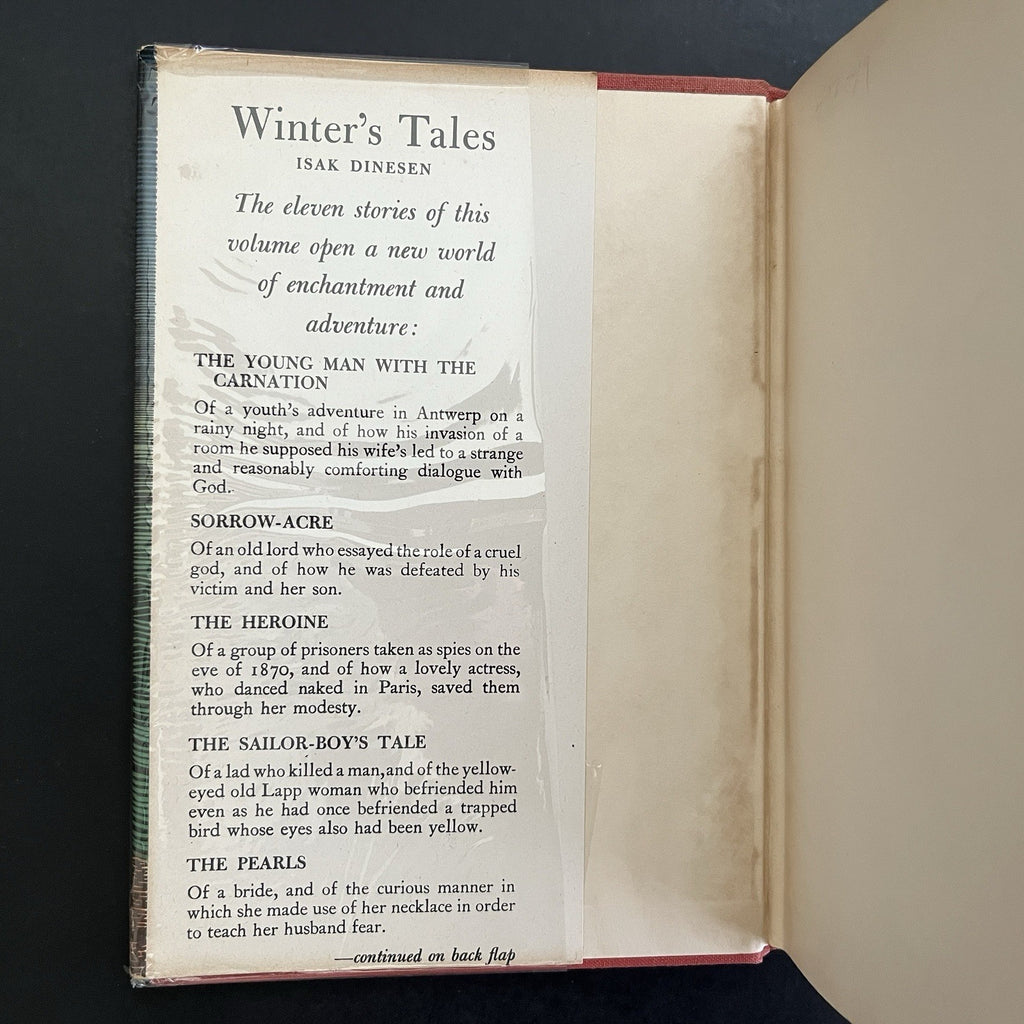 Winter's Tales
ISAK DINESEN
The eleven stories of this
volume open a new world
of enchantment and
adventure:
THE YOUNG MAN WITH THE
CARNATION
Of a youth's adventure in Antwerp on a
rainy night, and of how his invasion of a
room he supposed his wife's led to a strange
and reasonably comforting dialogue with
God.
SORROW-ACRE
Of an old lord who essayed the role of a cruel
god, and of how he was defeated by his
victim and her son.
THE HEROINE
Of a group of prisoners taken as spies on the
eve of 1870, and of how a lovely actress,
who danced naked in Paris, saved them
through her modesty.
THE SAILOR-BOY'S TALE
Of a lad who killed a man, and of the yellow-
eyed old Lapp woman who befriended him
even as he had once befriended a trapped
bird whose eyes also had been yellow.
THE PEARLS
Of a bride, and of the curious manner in
which she made use of her necklace in order
to teach her husband fear.
—continued on back flap